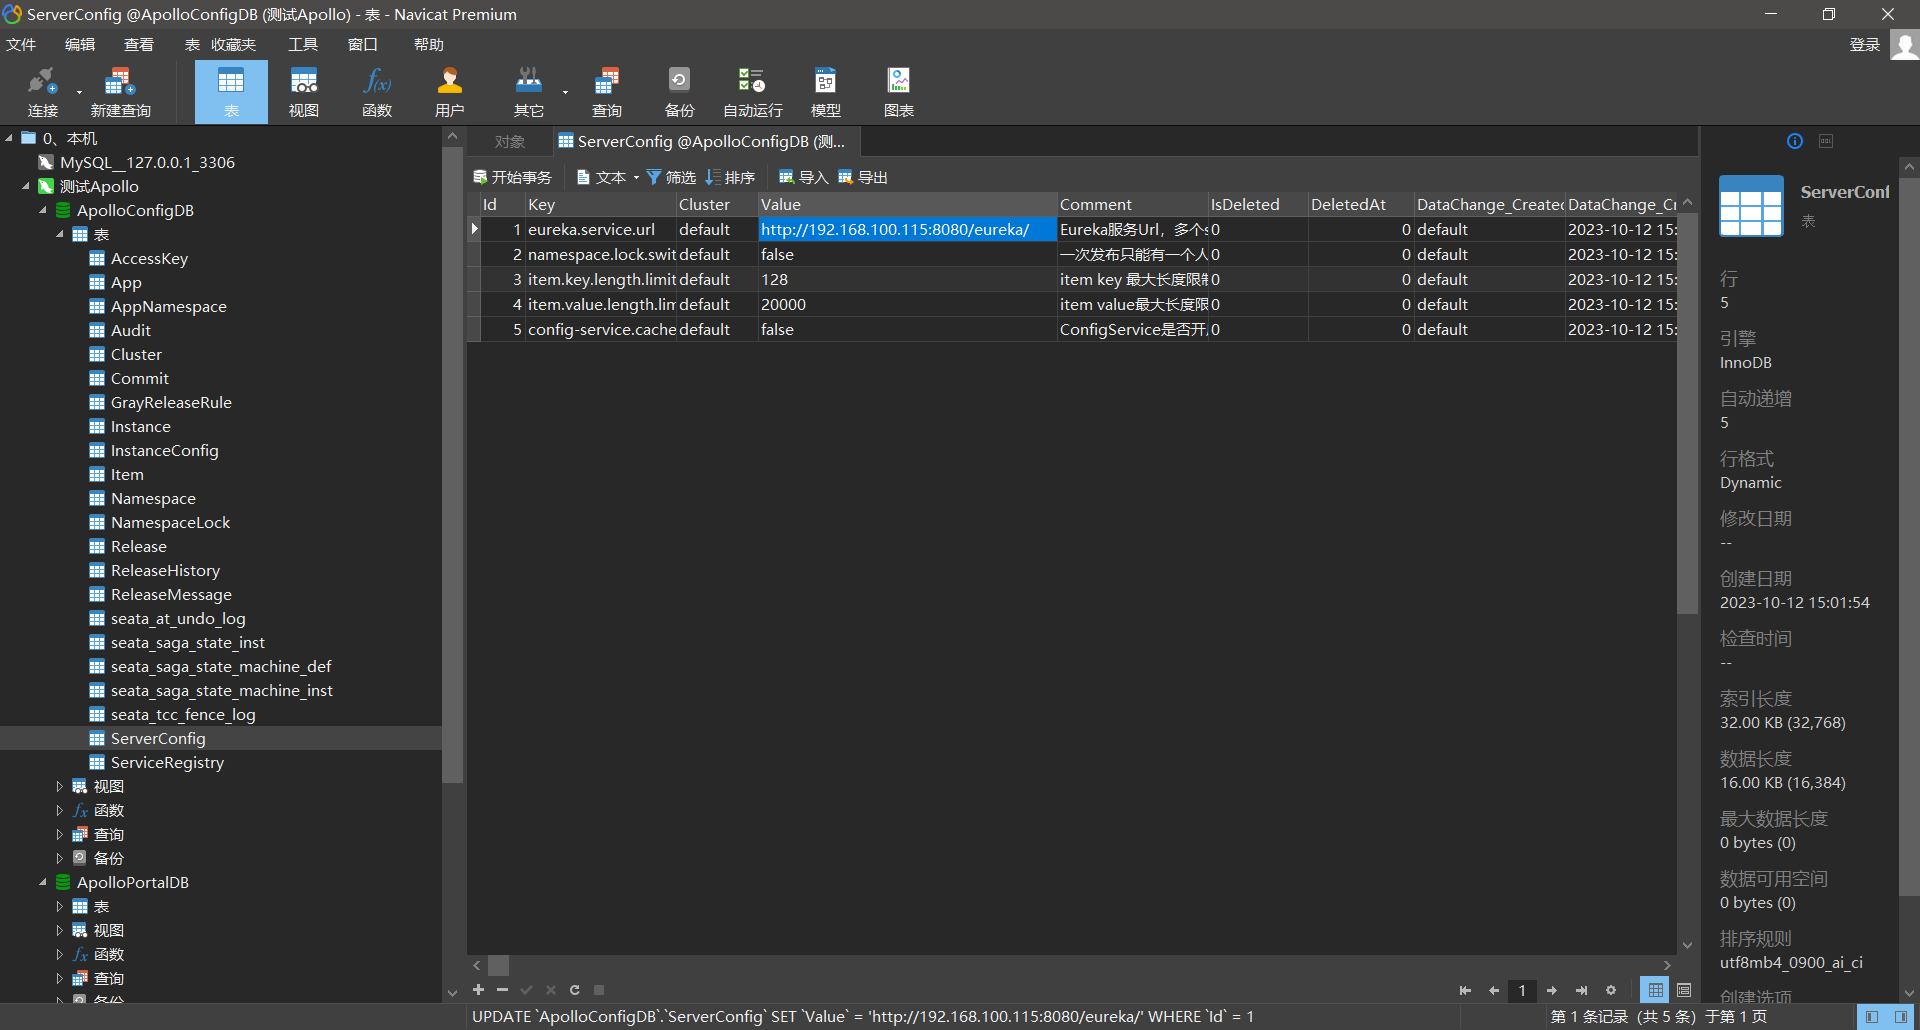 ServerConfig @ApolloConfigDB (测试Apollo) - 表 - Navicat Premium
文件 编辑 查看 表 收藏夹 工具 窗口 帮助 登录
连接 新建查询 表 视图 函数 用户 其它 查询 备份 自动运行 模型 图表
0、本机
MySQL__127.0.0.1_3306
测试Apollo
ApolloConfigDB
表
AccessKey
App
AppNamespace
Audit
Cluster
Commit
GrayReleaseRule
Instance
InstanceConfig
Item
Namespace
NamespaceLock
Release
ReleaseHistory
ReleaseMessage
seata_at_undo_log
seata_saga_state_inst
seata_saga_state_machine_def
seata_saga_state_machine_inst
seata_tcc_fence_log
ServerConfig
ServiceRegistry
视图
函数
查询
备份
ApolloPortalDB
表
视图
函数
查询
备份
对象 ServerConfig @ApolloConfigDB (测...
开始事务 文本 筛选 排序 导入 导出
Id Key Cluster Value Comment IsDeleted DeletedAt DataChange_Created DataChange_Cr
1 eureka.service.url default http://192.168.100.115:8080/eureka/ Eureka服务Url，多个s 0 0 default 2023-10-12 15:
2 namespace.lock.swit default false 一次发布只能有一个人 0 0 default 2023-10-12 15:
3 item.key.length.limit default 128 item key 最大长度限制 0 0 default 2023-10-12 15:
4 item.value.length.lim default 20000 item value最大长度限 0 0 default 2023-10-12 15:
5 config-service.cache default false ConfigService是否开 0 0 default 2023-10-12 15:
1
UPDATE `ApolloConfigDB`.`ServerConfig` SET `Value` = 'http://192.168.100.115:8080/eureka/' WHERE `Id` = 1
第 1 条记录 (共 5 条) 于第 1 页
DDL
ServerConf
表
行
5
引擎
InnoDB
自动递增
5
行格式
Dynamic
修改日期
--
创建日期
2023-10-12 15:01:54
检查时间
--
索引长度
32.00 KB (32,768)
数据长度
16.00 KB (16,384)
最大数据长度
0 bytes (0)
数据可用空间
0 bytes (0)
排序规则
utf8mb4_0900_ai_ci
创建选项